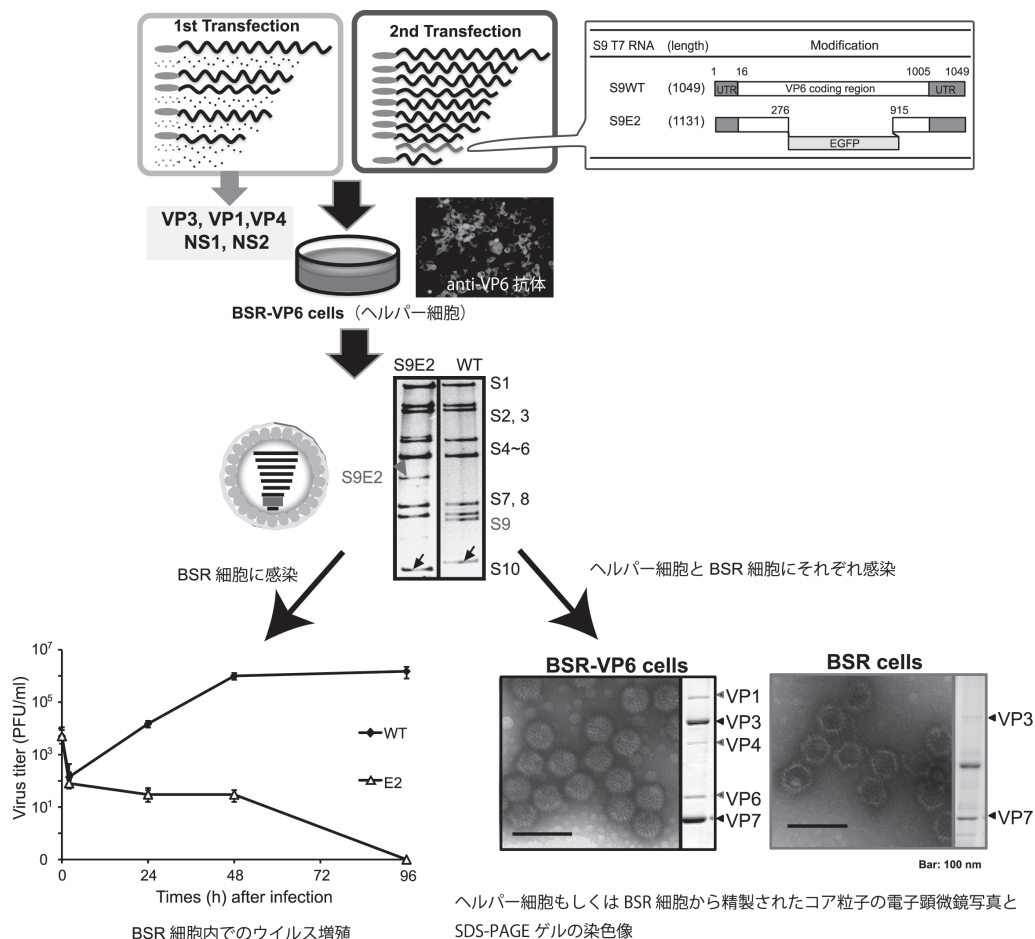 1st Transfection
2nd Transfection
S9 T7 RNA (length) Modification
1 16 1005 1049
S9WT (1049) UTR VP6 coding region UTR
276 915
S9E2 (1131)
EGFP
VP3, VP1,VP4
NS1, NS2
anti-VP6 抗体
BSR-VP6 cells（ヘルパー細胞）
S9E2 WT
S1
S2, 3
S4~6
S9E2
S7, 8
S9
S10
BSR 細胞に感染
ヘルパー細胞と BSR 細胞にそれぞれ感染
Virus titer (PFU/ml)
10⁷
10⁵
10³
10¹
0
0 24 48 72 96
Times (h) after infection
WT
E2
BSR 細胞内でのウイルス増殖
BSR-VP6 cells
VP1
VP3
VP4
VP6
VP7
BSR cells
VP3
VP7
Bar: 100 nm
ヘルパー細胞もしくは BSR 細胞から精製されたコア粒子の電子顕微鏡写真と
SDS-PAGE ゲルの染色像